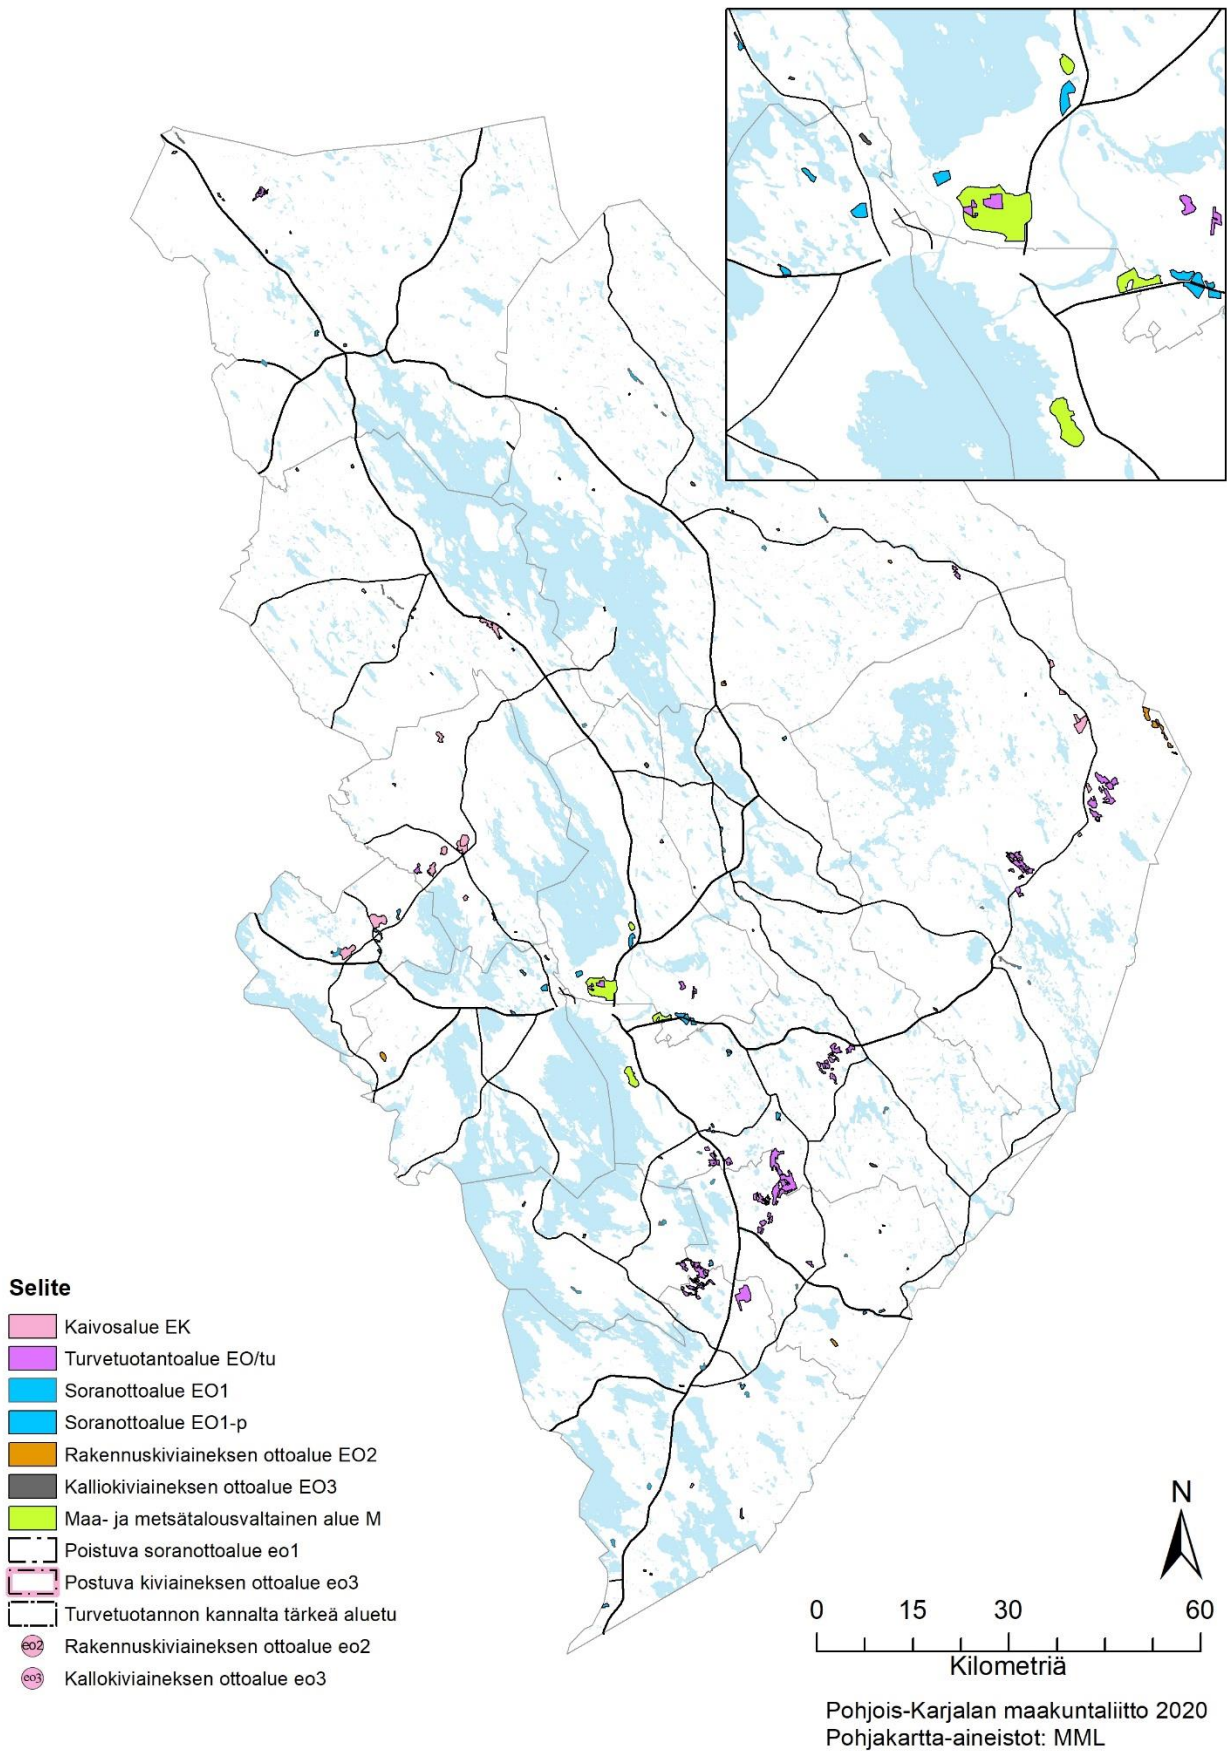 Selite
Kaivosalue EK
Turvetuotantoalue EO/tu
Soranottoalue EO1
Soranottoalue EO1-p
Rakennuskiviaineksen ottoalue EO2
Kalliokiviaineksen ottoalue EO3
Maa- ja metsätalousvaltainen alue M
Poistuva soranottoalue eo1
Postuva kiviaineksen ottoalue eo3
Turvetuotannon kannalta tärkeä aluetu
eo2 Rakennuskiviaineksen ottoalue eo2
eo3 Kallokiviaineksen ottoalue eo3
N
0 15 30 60
Kilometriä
Pohjois-Karjalan maakuntaliitto 2020
Pohjakartta-aineistot: MML